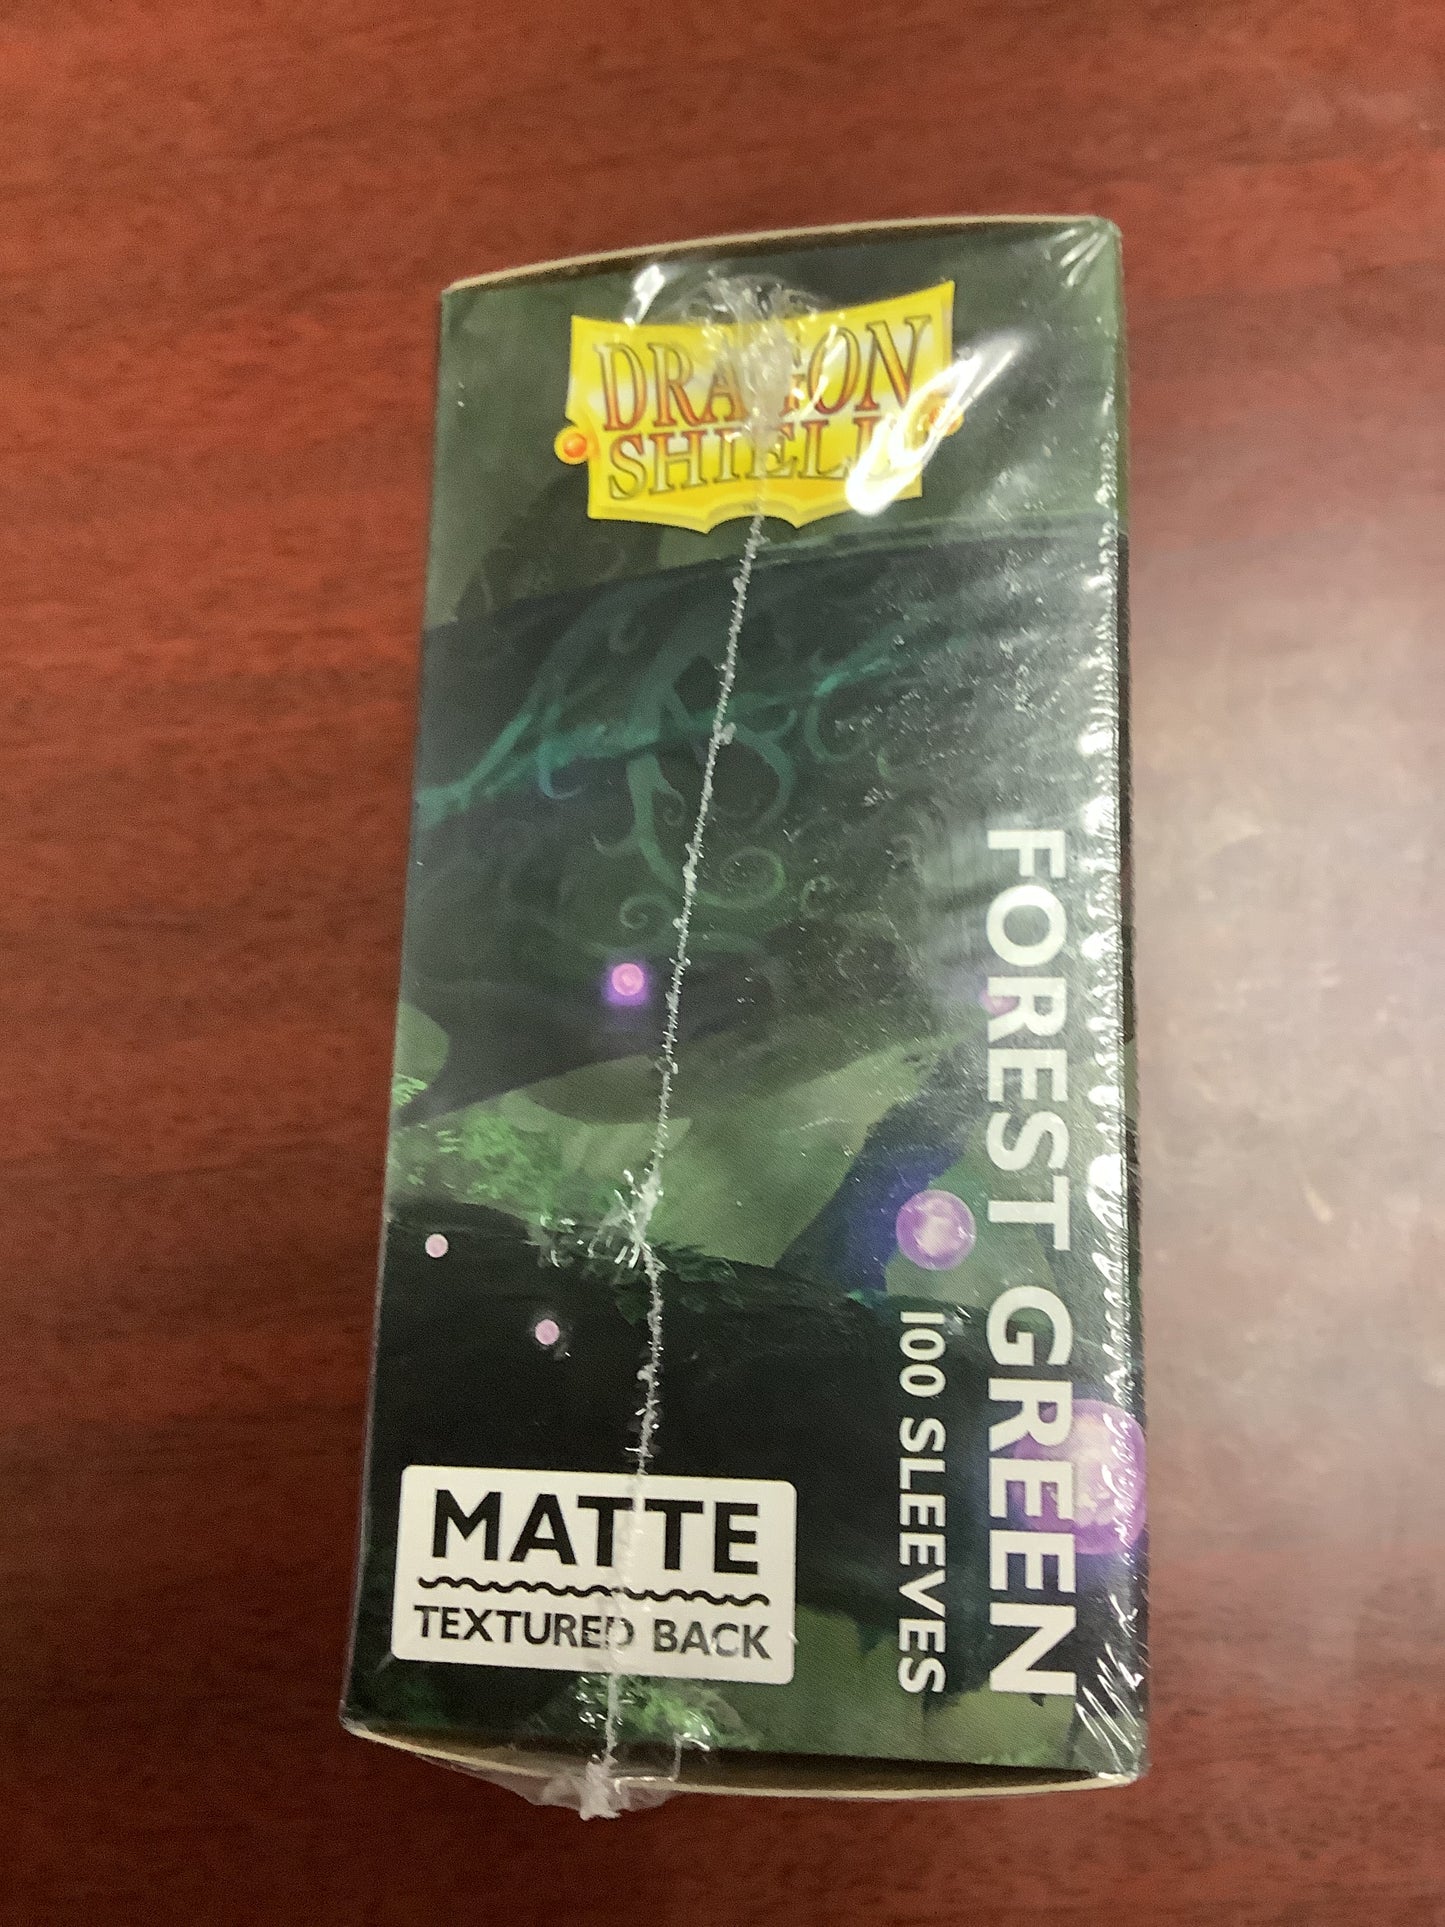 DRAGON
SHIELD
FOREST GREEN
100 SLEEVES
MATTE
TEXTURED BACK